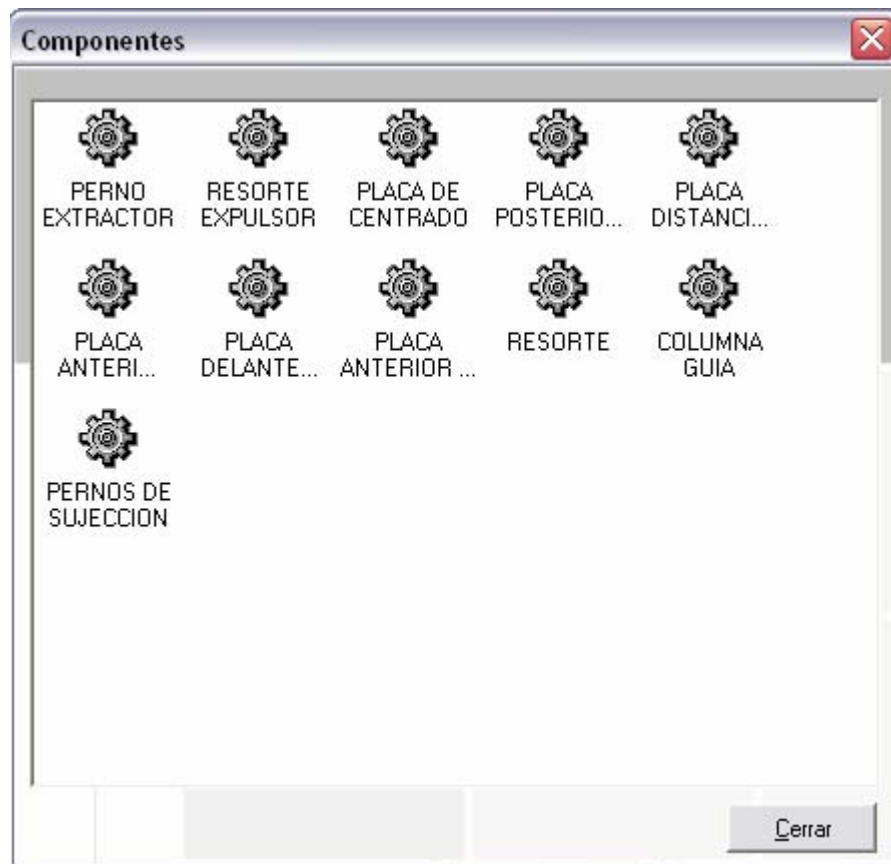 Componentes
PERNO
EXTRACTOR
RESORTE
EXPULSOR
PLACA DE
CENTRADO
PLACA
POSTERIO...
PLACA
DISTANCI...
PLACA
ANTERI...
PLACA
DELANTE...
PLACA
ANTERIOR ...
RESORTE
COLUMNA
GUIA
PERNOS DE
SUJECCION
Cerrar